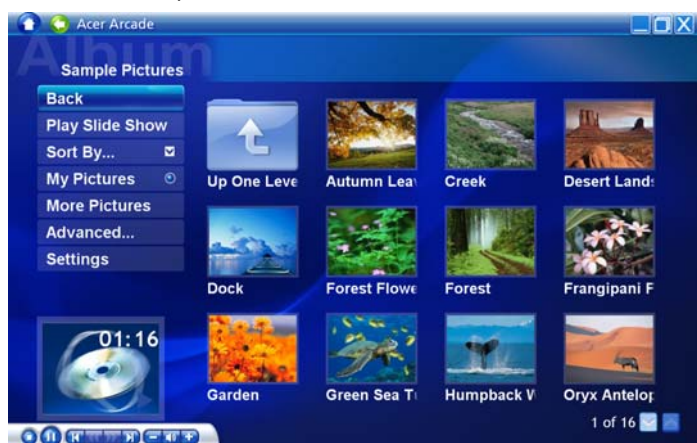 Acer Arcade
Album
Sample Pictures
Back
Play Slide Show
Sort By...
My Pictures
More Pictures
Advanced...
Settings
Up One Leve
Autumn Lea
Creek
Desert Lands
Dock
Forest Flowe
Forest
Frangipani F
01:16
Garden
Green Sea T
Humpback W
Oryx Antelop
1 of 16